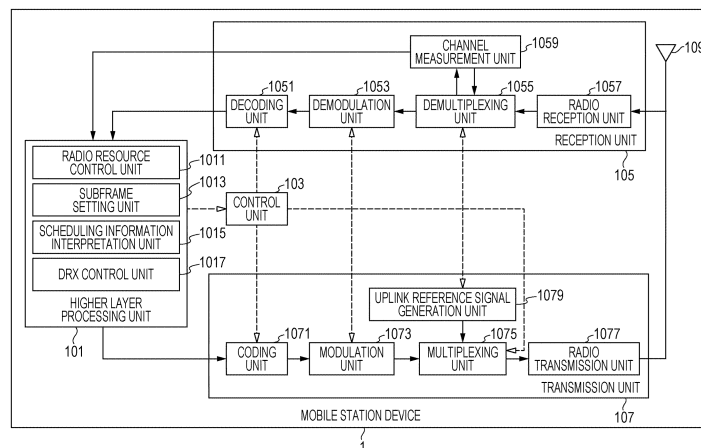 1059
CHANNEL
MEASUREMENT UNIT
109
1051
1053
1055
1057
DECODING
UNIT
DEMODULATION
UNIT
DEMULTIPLEXING
UNIT
RADIO
RECEPTION UNIT
RECEPTION UNIT
105
RADIO RESOURCE
CONTROL UNIT
1011
SUBFRAME
SETTING UNIT
1013
103
CONTROL
UNIT
SCHEDULING INFORMATION
INTERPRETATION UNIT
1015
DRX CONTROL UNIT
1017
HIGHER LAYER
PROCESSING UNIT
101
UPLINK REFERENCE SIGNAL
GENERATION UNIT
1079
1071
1073
1075
1077
CODING
UNIT
MODULATION
UNIT
MULTIPLEXING
UNIT
RADIO
TRANSMISSION UNIT
TRANSMISSION UNIT
107
MOBILE STATION DEVICE
1